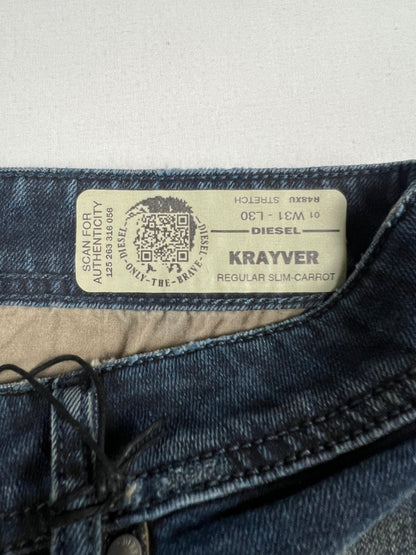 SCAN FOR
AUTHENTICITY
125 263 316 056
DIESEL
ONLY-THE-BRAVE
DIESEL
R48XU STRETCH
01 W31 - L30
DIESEL
KRAYVER
REGULAR SLIM-CARROT